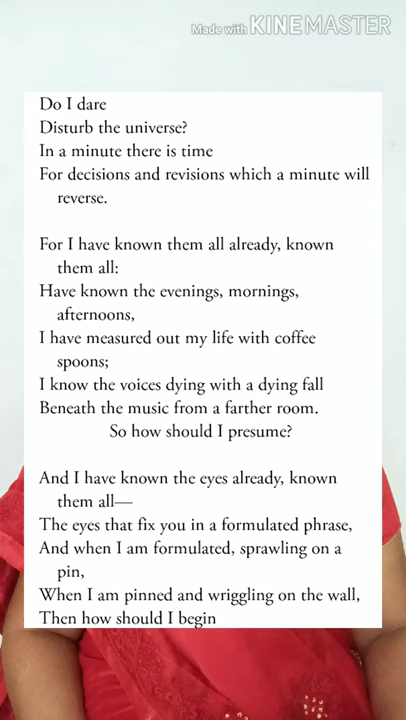 Made with KINEMASTER
Do I dare
Disturb the universe?
In a minute there is time
For decisions and revisions which a minute will
reverse.
For I have known them all already, known
them all:
Have known the evenings, mornings,
afternoons,
I have measured out my life with coffee
spoons;
I know the voices dying with a dying fall
Beneath the music from a farther room.
So how should I presume?
And I have known the eyes already, known
them all—
The eyes that fix you in a formulated phrase,
And when I am formulated, sprawling on a
pin,
When I am pinned and wriggling on the wall,
Then how should I begin